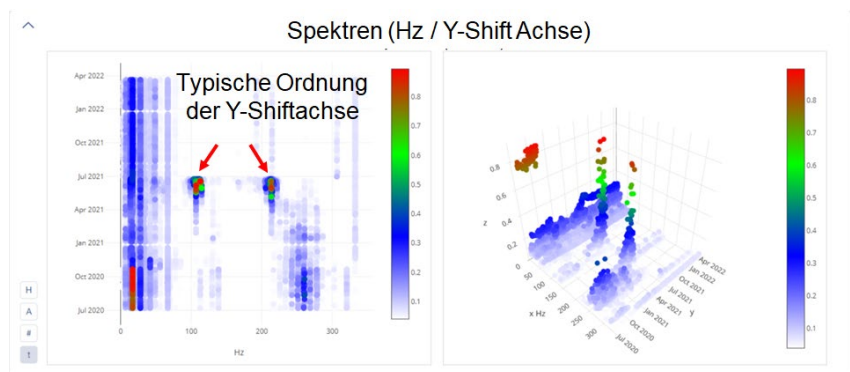 Spektren (Hz / Y-Shift Achse)
Typische Ordnung
der Y-Shiftachse
Apr 2022
Jan 2022
Oct 2021
Jul 2021
Apr 2021
Jan 2021
Oct 2020
Jul 2020
0
100
200
300
Hz
0.8
0.7
0.6
0.5
0.4
0.3
0.2
0.1
H
A
#
t
0.8
0.6
0.4
0.2
0
z
0
50
100
150
200
250
300
x Hz
Apr 2022
Jan 2022
Oct 2021
Jul 2021
Apr 2021
Jan 2021
Oct 2020
Jul 2020
Y
0.8
0.7
0.6
0.5
0.4
0.3
0.2
0.1